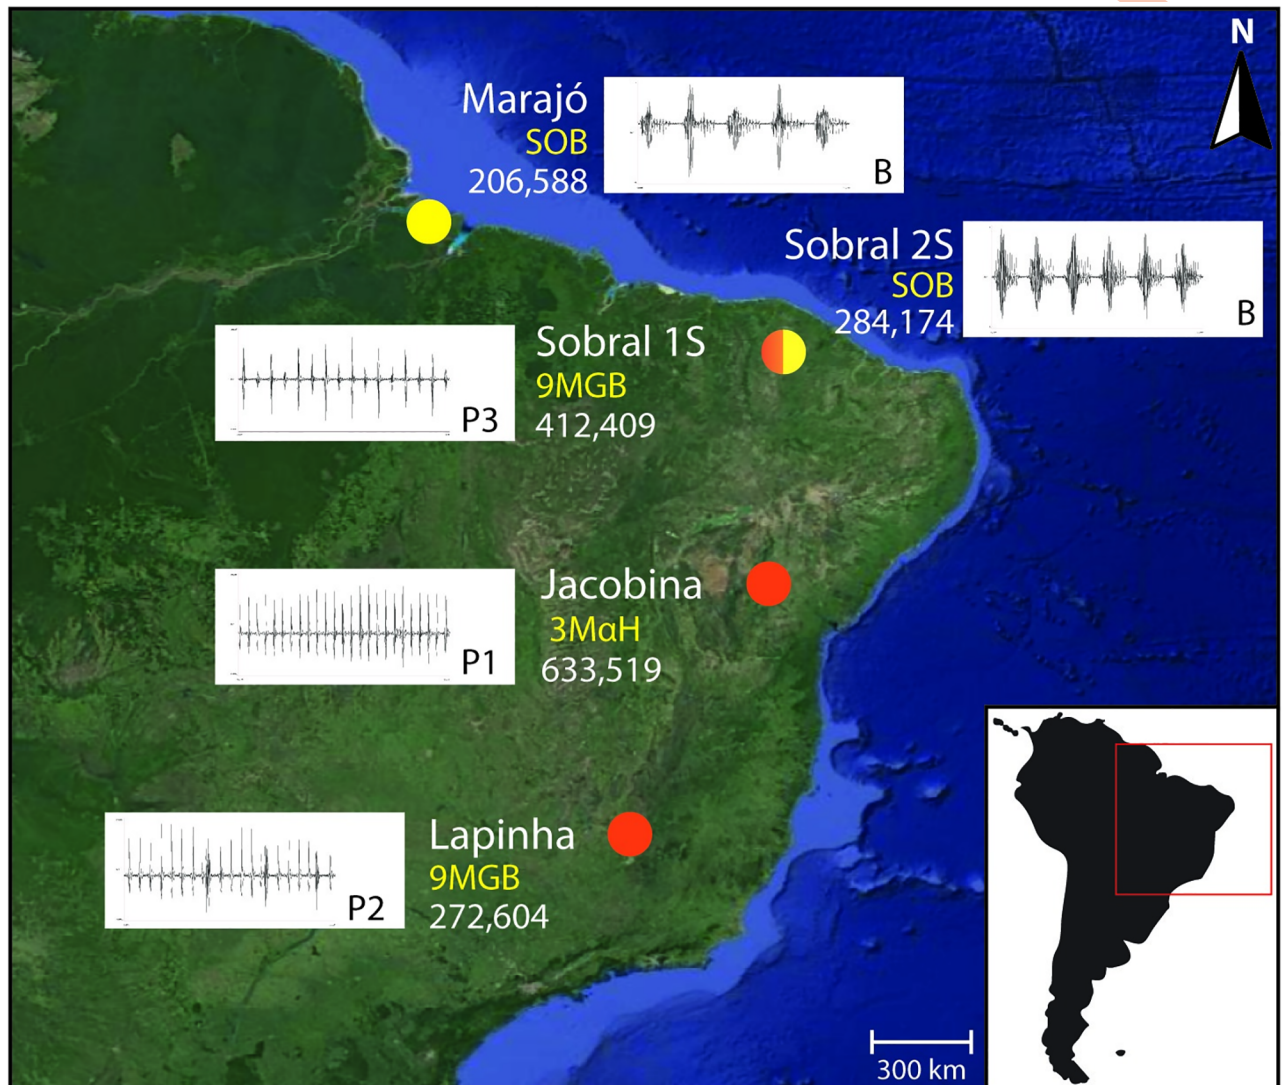 N
Marajó
SOB
206,588
B
Sobral 2S
SOB
284,174
B
Sobral 1S
9MGB
412,409
P3
Jacobina
3MαH
633,519
P1
Lapinha
9MGB
272,604
P2
300 km